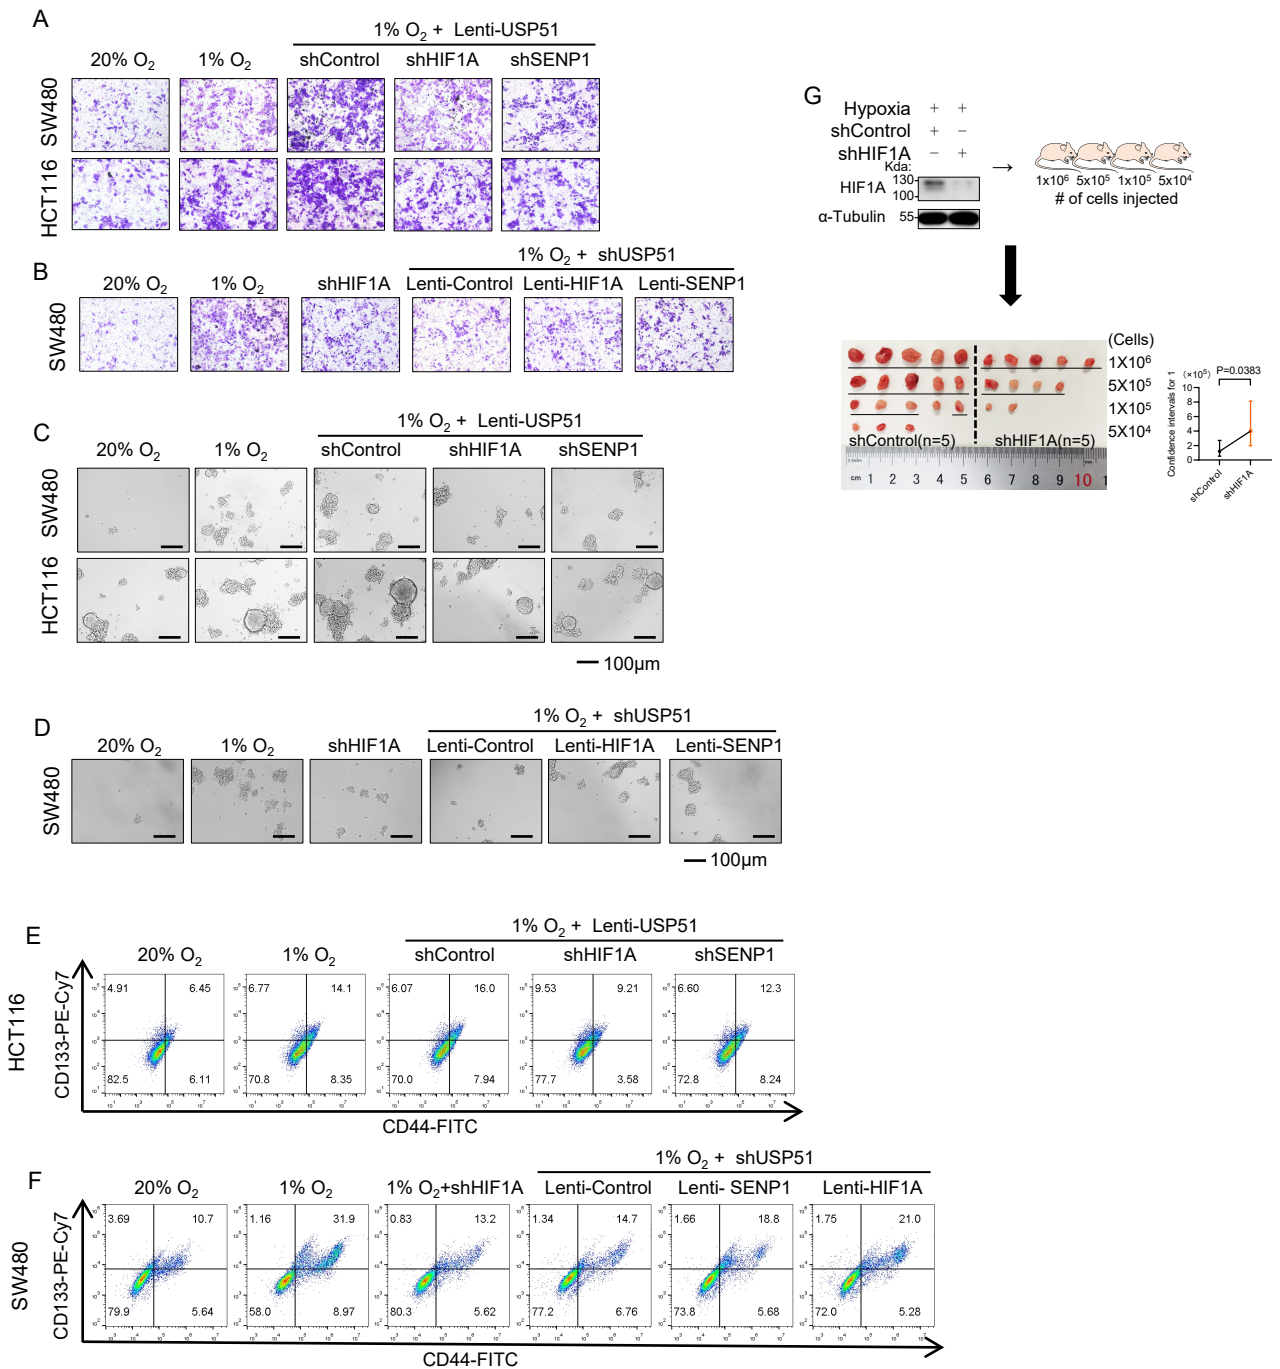 A
1% O2 + Lenti-USP51
20% O2 1% O2 shControl shHIF1A shSENP1
SW480
HCT116
B
1% O2 + shUSP51
20% O2 1% O2 shHIF1A Lenti-Control Lenti-HIF1A Lenti-SENP1
SW480
C
1% O2 + Lenti-USP51
20% O2 1% O2 shControl shHIF1A shSENP1
SW480
HCT116
100μm
D
1% O2 + shUSP51
20% O2 1% O2 shHIF1A Lenti-Control Lenti-HIF1A Lenti-SENP1
SW480
100μm
E
1% O2 + Lenti-USP51
20% O2 1% O2 shControl shHIF1A shSENP1
HCT116
CD133-PE-Cy7
4.91 6.45 6.77 14.1 6.07 16.0 9.53 9.21 6.60 12.3
82.5 6.11 70.8 8.35 70.0 7.94 77.7 3.58 72.8 8.24
CD44-FITC
F
1% O2 + shUSP51
20% O2 1% O2 1% O2+shHIF1A Lenti-Control Lenti- SENP1 Lenti-HIF1A
SW480
CD133-PE-Cy7
3.69 10.7 1.16 31.9 0.83 13.2 1.34 14.7 1.66 18.8 1.75 21.0
79.9 5.64 58.0 8.97 80.3 5.62 77.2 6.76 73.8 5.68 72.0 5.28
CD44-FITC
G
Hypoxia + +
shControl + −
shHIF1A − +
Kda:
HIF1A 130
100
α-Tubulin 55
1x10⁶ 5x10⁵ 1x10⁵ 5x10⁴
# of cells injected
(Cells)
1X10⁶
5X10⁵
1X10⁵
5X10⁴
shControl(n=5) shHIF1A(n=5)
cm 1 2 3 4 5 6 7 8 9 10 1
(×10⁵) P=0.0383
Confidence intervals for 1
10
8
6
4
2
0
shControl shHIF1A